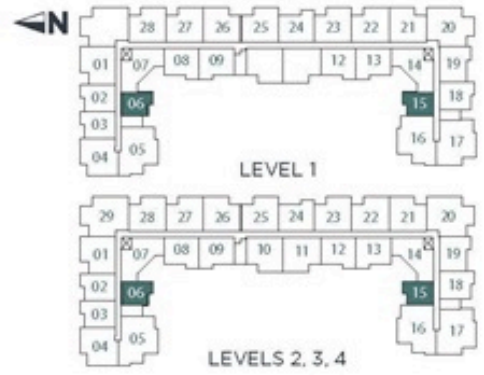 N
28 27 26 25 24 23 22 21 20
01 07 08 09 12 13 14 19
02 06 15 18
03 05 16 17
04
LEVEL 1
29 28 27 26 25 24 23 22 21 20
01 07 08 09 10 11 12 13 14 19
02 06 15 18
03 05 16 17
04
LEVELS 2, 3, 4